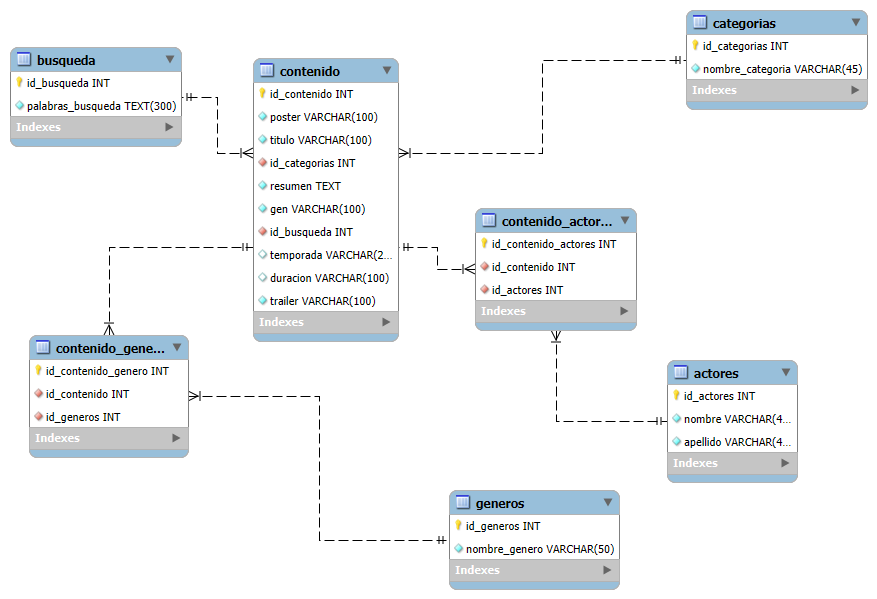 busqueda
id_busqueda INT
palabras_busqueda TEXT(300)
Indexes
contenido
id_contenido INT
poster VARCHAR(100)
titulo VARCHAR(100)
id_categorias INT
resumen TEXT
gen VARCHAR(100)
id_busqueda INT
temporada VARCHAR(2...
duracion VARCHAR(100)
trailer VARCHAR(100)
Indexes
categorias
id_categorias INT
nombre_categoria VARCHAR(45)
Indexes
contenido_actor...
id_contenido_actores INT
id_contenido INT
id_actores INT
Indexes
contenido_gene...
id_contenido_genero INT
id_contenido INT
id_generos INT
Indexes
actores
id_actores INT
nombre VARCHAR(4...
apellido VARCHAR(4...
Indexes
generos
id_generos INT
nombre_genero VARCHAR(50)
Indexes